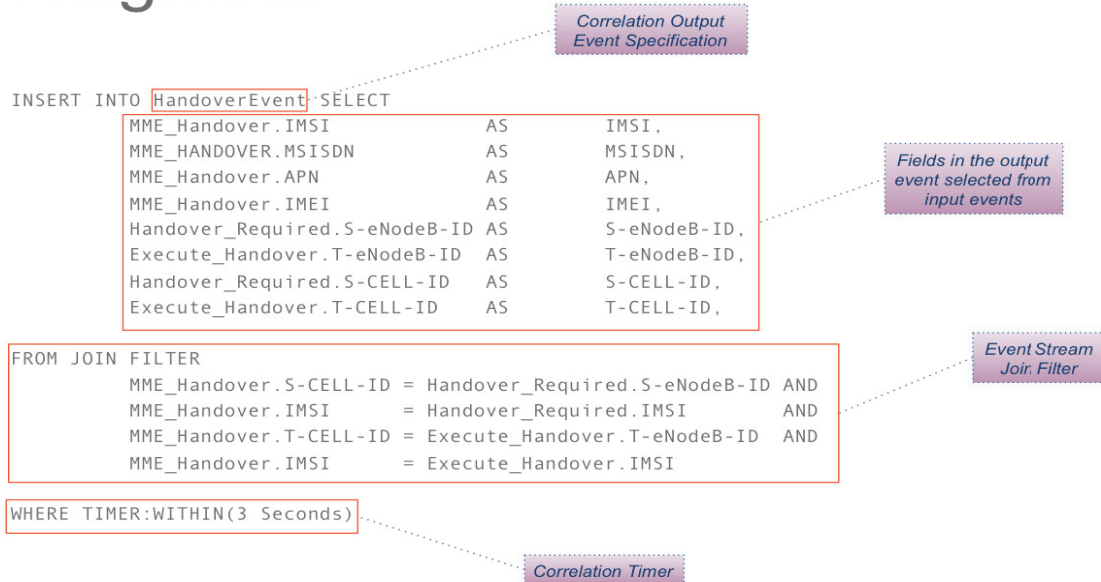 Correlation Output
Event Specification
INSERT INTO HandoverEvent SELECT
MME_Handover.IMSI AS IMSI,
MME_HANDOVER.MSISDN AS MSISDN,
MME_Handover.APN AS APN,
MME_Handover.IMEI AS IMEI,
Handover_Required.S-eNodeB-ID AS S-eNodeB-ID,
Execute_Handover.T-eNodeB-ID AS T-eNodeB-ID,
Handover_Required.S-CELL-ID AS S-CELL-ID,
Execute_Handover.T-CELL-ID AS T-CELL-ID,
Fields in the output
event selected from
input events
FROM JOIN FILTER
MME_Handover.S-CELL-ID = Handover_Required.S-eNodeB-ID AND
MME_Handover.IMSI = Handover_Required.IMSI AND
MME_Handover.T-CELL-ID = Execute_Handover.T-eNodeB-ID AND
MME_Handover.IMSI = Execute_Handover.IMSI
Event Stream
Join Filter
WHERE TIMER:WITHIN(3 Seconds)
Correlation Timer